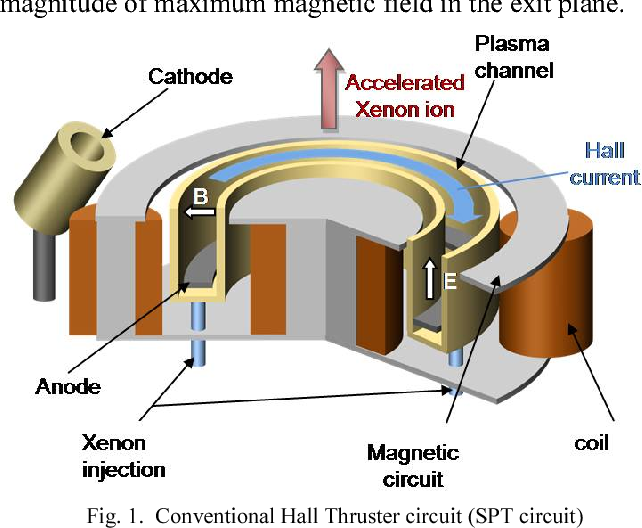 magnitude of maximum magnetic field in the exit plane.
Plasma
channel
Cathode
Accelerated
Xenon ion
Hall
current
B
E
Anode
Xenon
injection
Magnetic
circuit
coil
Fig. 1. Conventional Hall Thruster circuit (SPT circuit)